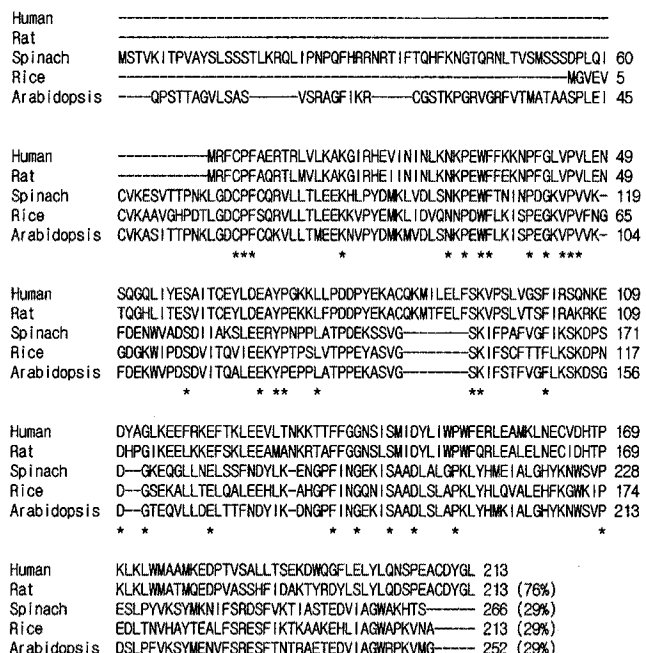 Human ------------------------------------------------------------
Rat ------------------------------------------------------------
Spinach MSTVKITPVAYSLSSSTLKRQLIPNPQFHRRNRTIFTQHFKNGTQRNLTVSMSSSDPLQI 60
Rice -------------------------------------------------------MGVEV 5
Arabidopsis ----QPSTTAGVLSAS-----VSRAGFIKR-----CGSTKPGRVGRFVTMATAASPLEI 45
Human -----------MRFCPFAERTRLVLKAKGIRHEVININLKNKPEWFFKKNPFGLVPVLEN 49
Rat -----------MRFCPFAQRTLMVLKAKGIRHEIININLKNKPEWFFEKNPFGLVPVLEN 49
Spinach CVKESVTTPNKLGDCPFCQRVLLTLEEKHLPYDMKLVDLSNKPEWFTNINPDGKVPVVK- 119
Rice CVKAAVGHPDTLGDCPFSQRVLLTLEEKKVPYEMKLIDVQNNPDWFLKISPEGKVPVFNG 65
Arabidopsis CVKASITTPNKLGDCPFCQKVLLTMEEKNVPYDMKMVDLSNKPEWFLKISPEGKVPVVK- 104
*** * * * ** * * ***
Human SQGQLIYESAITCEYLDEAYPGKKLLPDDPYEKACQKMILELFSKVPSLVGSFIRSQNKE 109
Rat TQGHLITESVITCEYLDEAYPEKKLLPDDPYEKACQKMTFELFSKVPSLVTSFIRAKRKE 109
Spinach FDENWVADSDIIAKSLEERYPNPPLATPDEKSSVG--------SKIFPAFVGFIKSKDPS 171
Rice GDGKWIPDSDVITQVIEEKYPTPSLVTPPEYASVG--------SKIFSCFTTFLKSKDPN 117
Arabidopsis FDEKWVPDSDVITQALEEKYPEPPLATPPEKASVG--------SKIFSTFVGFLKSKDSG 156
* * ** * ** *
Human DYAGLKEEFRKEFTKLEEVLTNKKTTFFGGNSISMIDYLIWPWFERLEAMKLNECVDHTP 169
Rat DHPGIKEELKKEFSKLEEAMANKRTAFFGGNSLSMIDYLIWPWFQRLEALELNECIDHTP 169
Spinach D--GKEQGLLNELSSFNDYLK-ENGPFINGEKISAADLALGPKLYHMEIALGHYKNWSVP 228
Rice D--GSEKALLTELQALEEHLK-AHGPFINGQNISAADLSLAPKLYHLQVALEHFKGWKIP 174
Arabidopsis D--GTEQVLLDELTTFNDYIK-DNGPFINGEKISAADLSLAPKLYHMKIALGHYKNWSVP 213
* * * * * * * * *
Human KLKLWMAAMKEDPTVSALLTSEKDWQGFLELYLQNSPEACDYGL 213
Rat KLKLWMATMQEDPVASSHFIDAKTYRDYLSLYLQDSPEACDYGL 213 (76%)
Spinach ESLPYVKSYMKNIFSRDSFVKTIASTEDVIAGWAKHTS------ 266 (29%)
Rice EDLTNVHAYTEALFSRESFIKTKAAKEHLIAGWAPKVNA----- 213 (29%)
Arabidopsis DSLPFVKSYMENVFSRESFTNTRAETEDVIAGWRPKVMG----- 252 (29%)